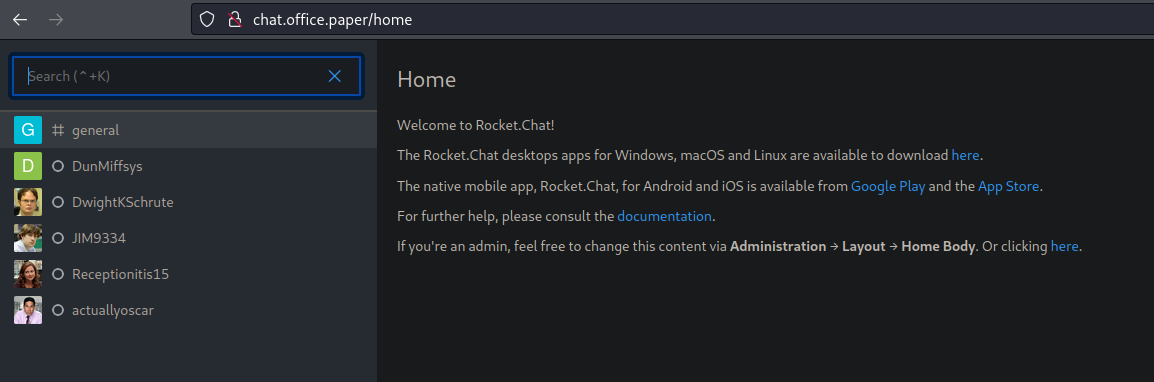 chat.office.paper/home
Search (^+K)
G general
D DunMiffsys
DwightKSchrute
JIM9334
Receptionitis15
actuallyoscar
Home
Welcome to Rocket.Chat!
The Rocket.Chat desktops apps for Windows, macOS and Linux are available to download here.
The native mobile app, Rocket.Chat, for Android and iOS is available from Google Play and the App Store.
For further help, please consult the documentation.
If you're an admin, feel free to change this content via Administration → Layout → Home Body. Or clicking here.